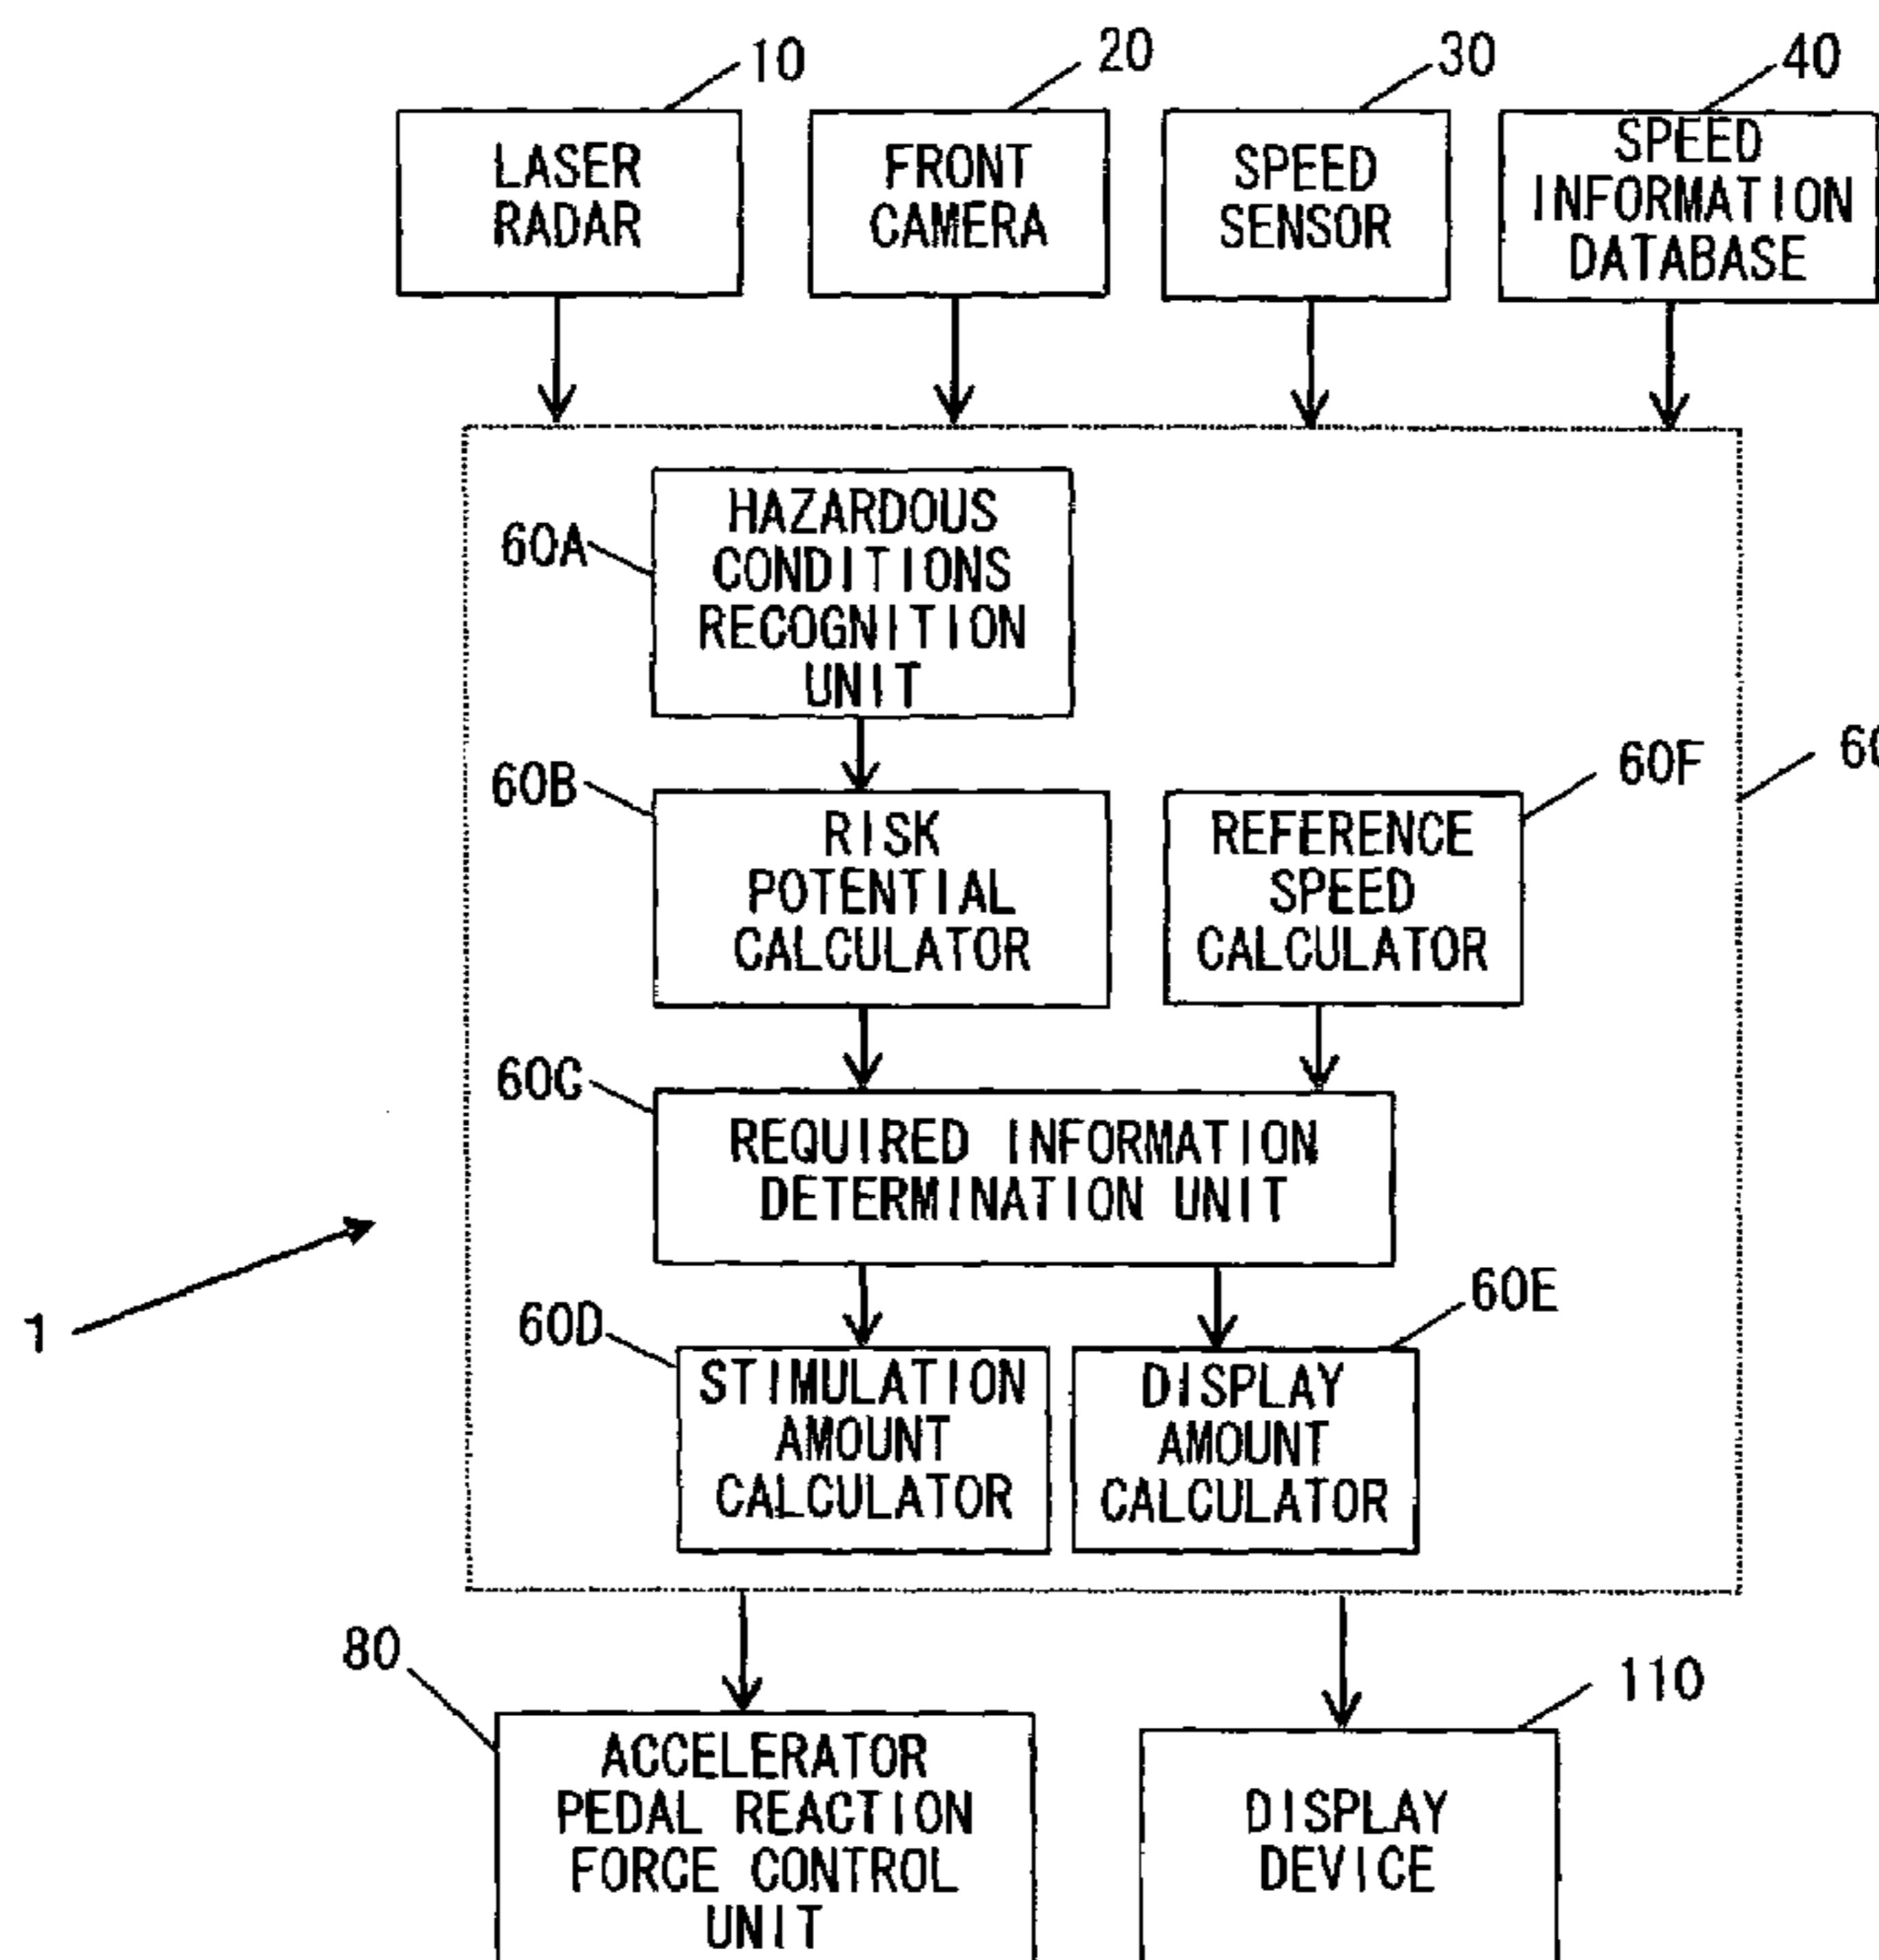 10
20
30
40
LASER
RADAR
FRONT
CAMERA
SPEED
SENSOR
SPEED
INFORMATION
DATABASE
60A
HAZARDOUS
CONDITIONS
RECOGNITION
UNIT
60
60B
RISK
POTENTIAL
CALCULATOR
60F
REFERENCE
SPEED
CALCULATOR
60C
REQUIRED INFORMATION
DETERMINATION UNIT
1
60D
STIMULATION
AMOUNT
CALCULATOR
60E
DISPLAY
AMOUNT
CALCULATOR
80
ACCELERATOR
PEDAL REACTION
FORCE CONTROL
UNIT
110
DISPLAY
DEVICE